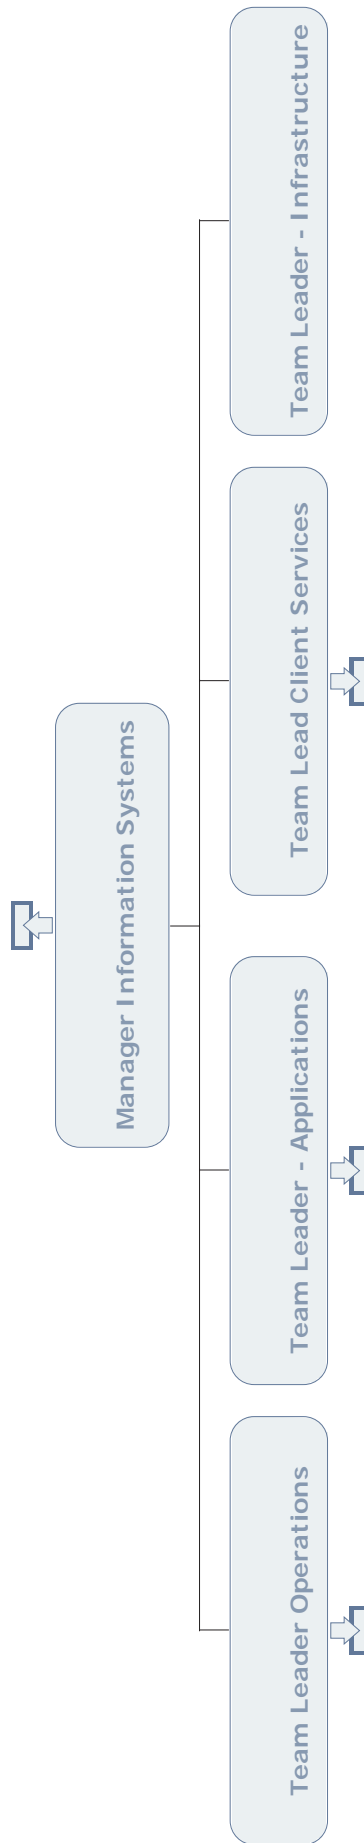 Manager Information Systems
Team Leader Operations
Team Leader - Applications
Team Lead Client Services
Team Leader - Infrastructure